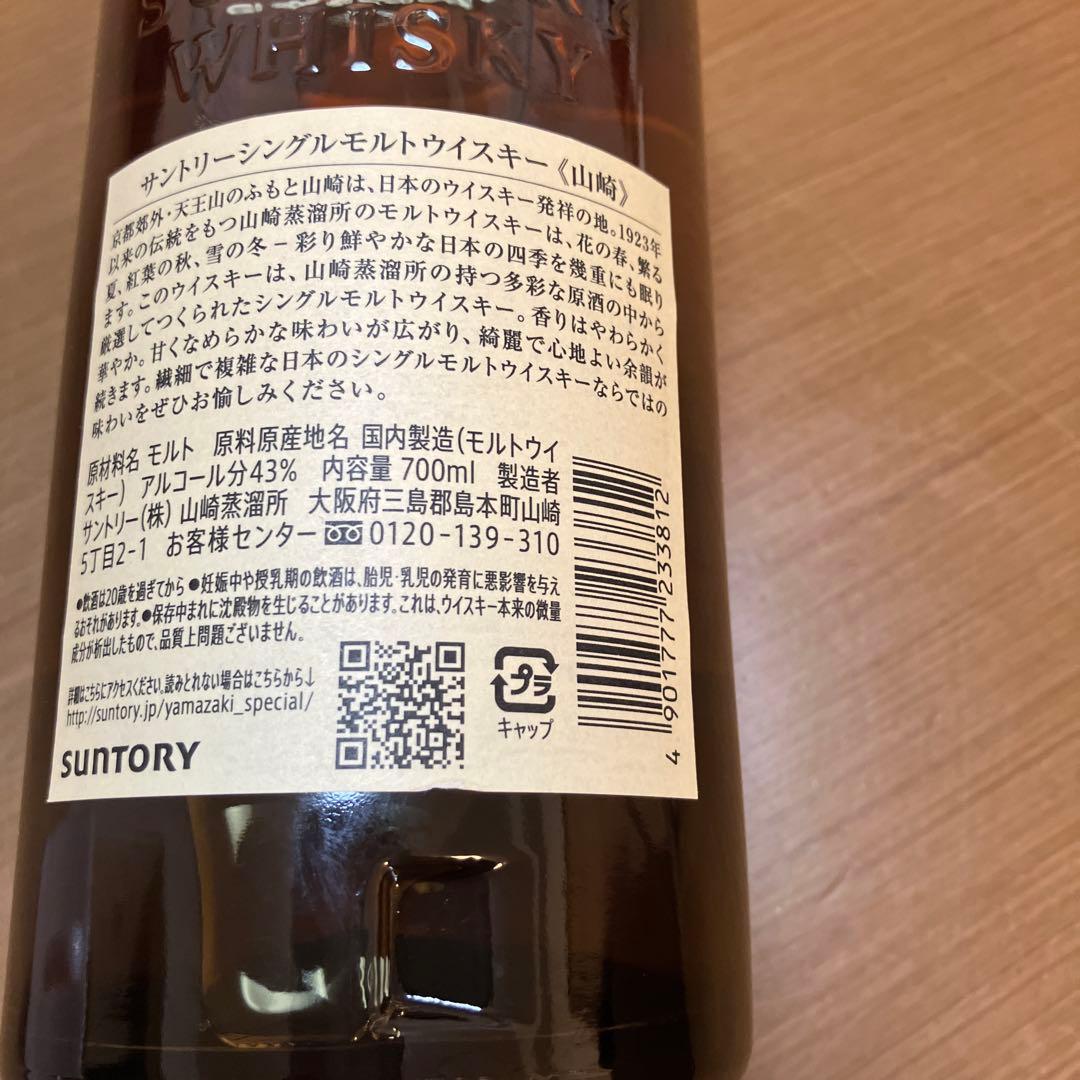 WHISKY
サントリーシングルモルトウイスキー《山崎》
京都郊外・天王山のふもと山崎は、日本のウイスキー発祥の地。1923年
以来の伝統をもつ山崎蒸溜所のモルトウイスキーは、花の春、繁る
夏、紅葉の秋、雪の冬－彩り鮮やかな日本の四季を幾重にも眠り
ます。このウイスキーは、山崎蒸溜所の持つ多彩な原酒の中から
厳選してつくられたシングルモルトウイスキー。香りはやわらかく
華やか。甘くなめらかな味わいが広がり、綺麗で心地よい余韻が
続きます。繊細で複雑な日本のシングルモルトウイスキーならではの
味わいをぜひお愉しみください。
原材料名 モルト 原料原産地名 国内製造(モルトウイ
スキー) アルコール分43% 内容量 700ml 製造者
サントリー(株) 山崎蒸溜所 大阪府三島郡島本町山崎
5丁目2-1 お客様センター 0120-139-310
●飲酒は20歳を過ぎてから ●妊娠中や授乳期の飲酒は、胎児・乳児の発育に悪影響を与え
るおそれがあります。●保存中まれに沈殿物を生じることがあります。これは、ウイスキー本来の微量
成分が析出したもので、品質上問題ございません。
詳細はこちらにアクセスください。読みとれない場合はこちらから↓
http://suntory.jp/yamazaki_special/
SUNTORY
プラ
キャップ
4 901777 233812